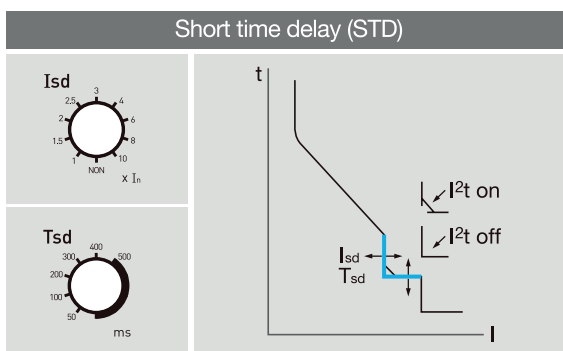 Short time delay (STD)
Isd
3
2.5
4
2
6
1.5
8
1
10
NON
x In
Tsd
400
300
500
200
100
50
ms
t
I²t on
I²t off
Isd
Tsd
I